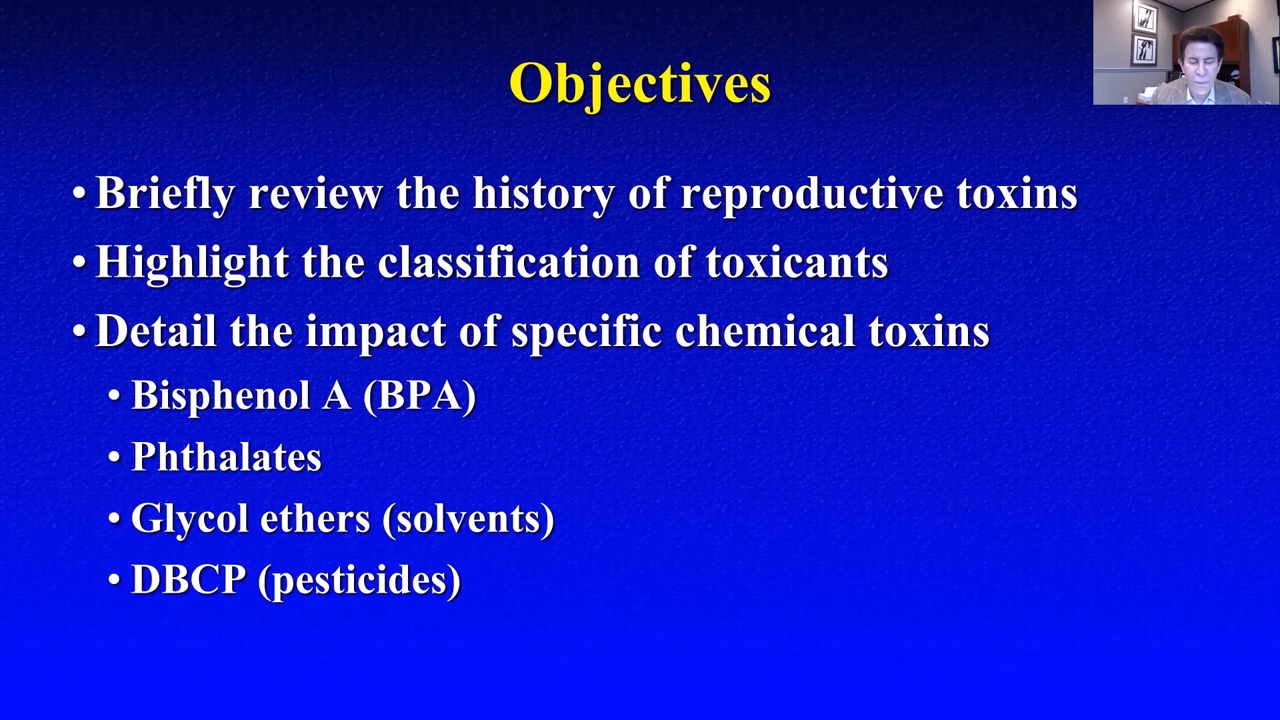 Objectives
• Briefly review the history of reproductive toxins
• Highlight the classification of toxicants
• Detail the impact of specific chemical toxins
• Bisphenol A (BPA)
• Phthalates
• Glycol ethers (solvents)
• DBCP (pesticides)